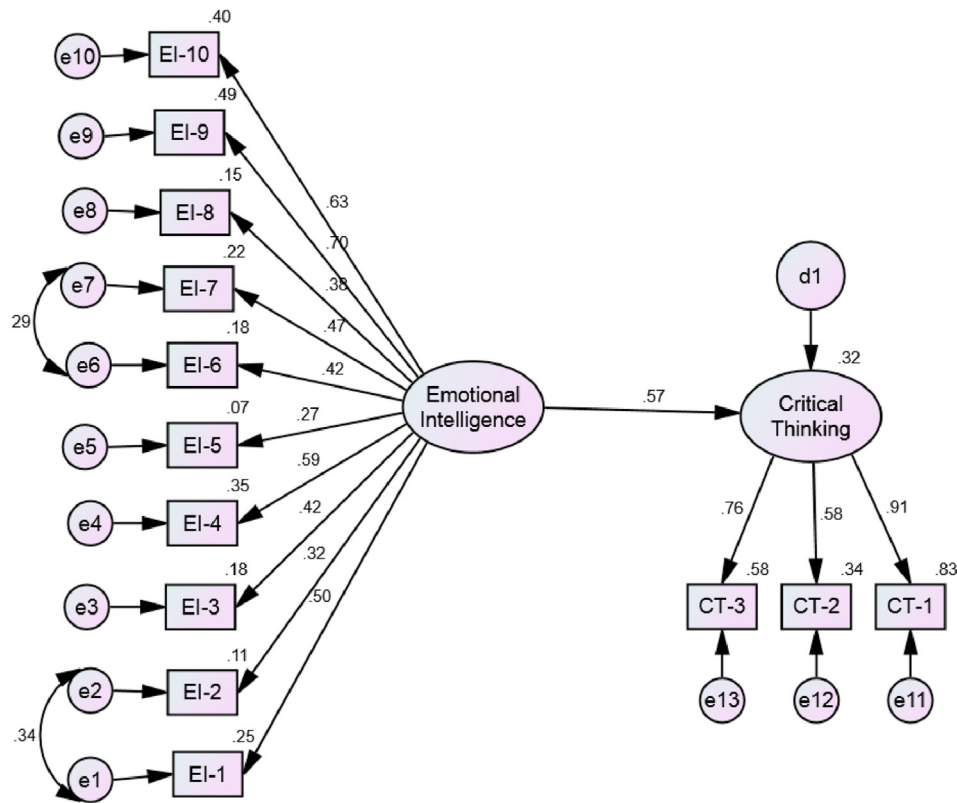 .40
e10
EI-10
.49
e9
EI-9
.15
e8
EI-8
.22
e7
EI-7
29
.18
e6
EI-6
.07
e5
EI-5
.35
e4
EI-4
.18
e3
EI-3
.11
e2
EI-2
.34
.25
e1
EI-1
.63
.70
.38
.47
.42
.27
.59
.42
.32
.50
Emotional
Intelligence
.57
d1
.32
Critical
Thinking
.76
.58
.91
.58
CT-3
.34
CT-2
.83
CT-1
e13
e12
e11